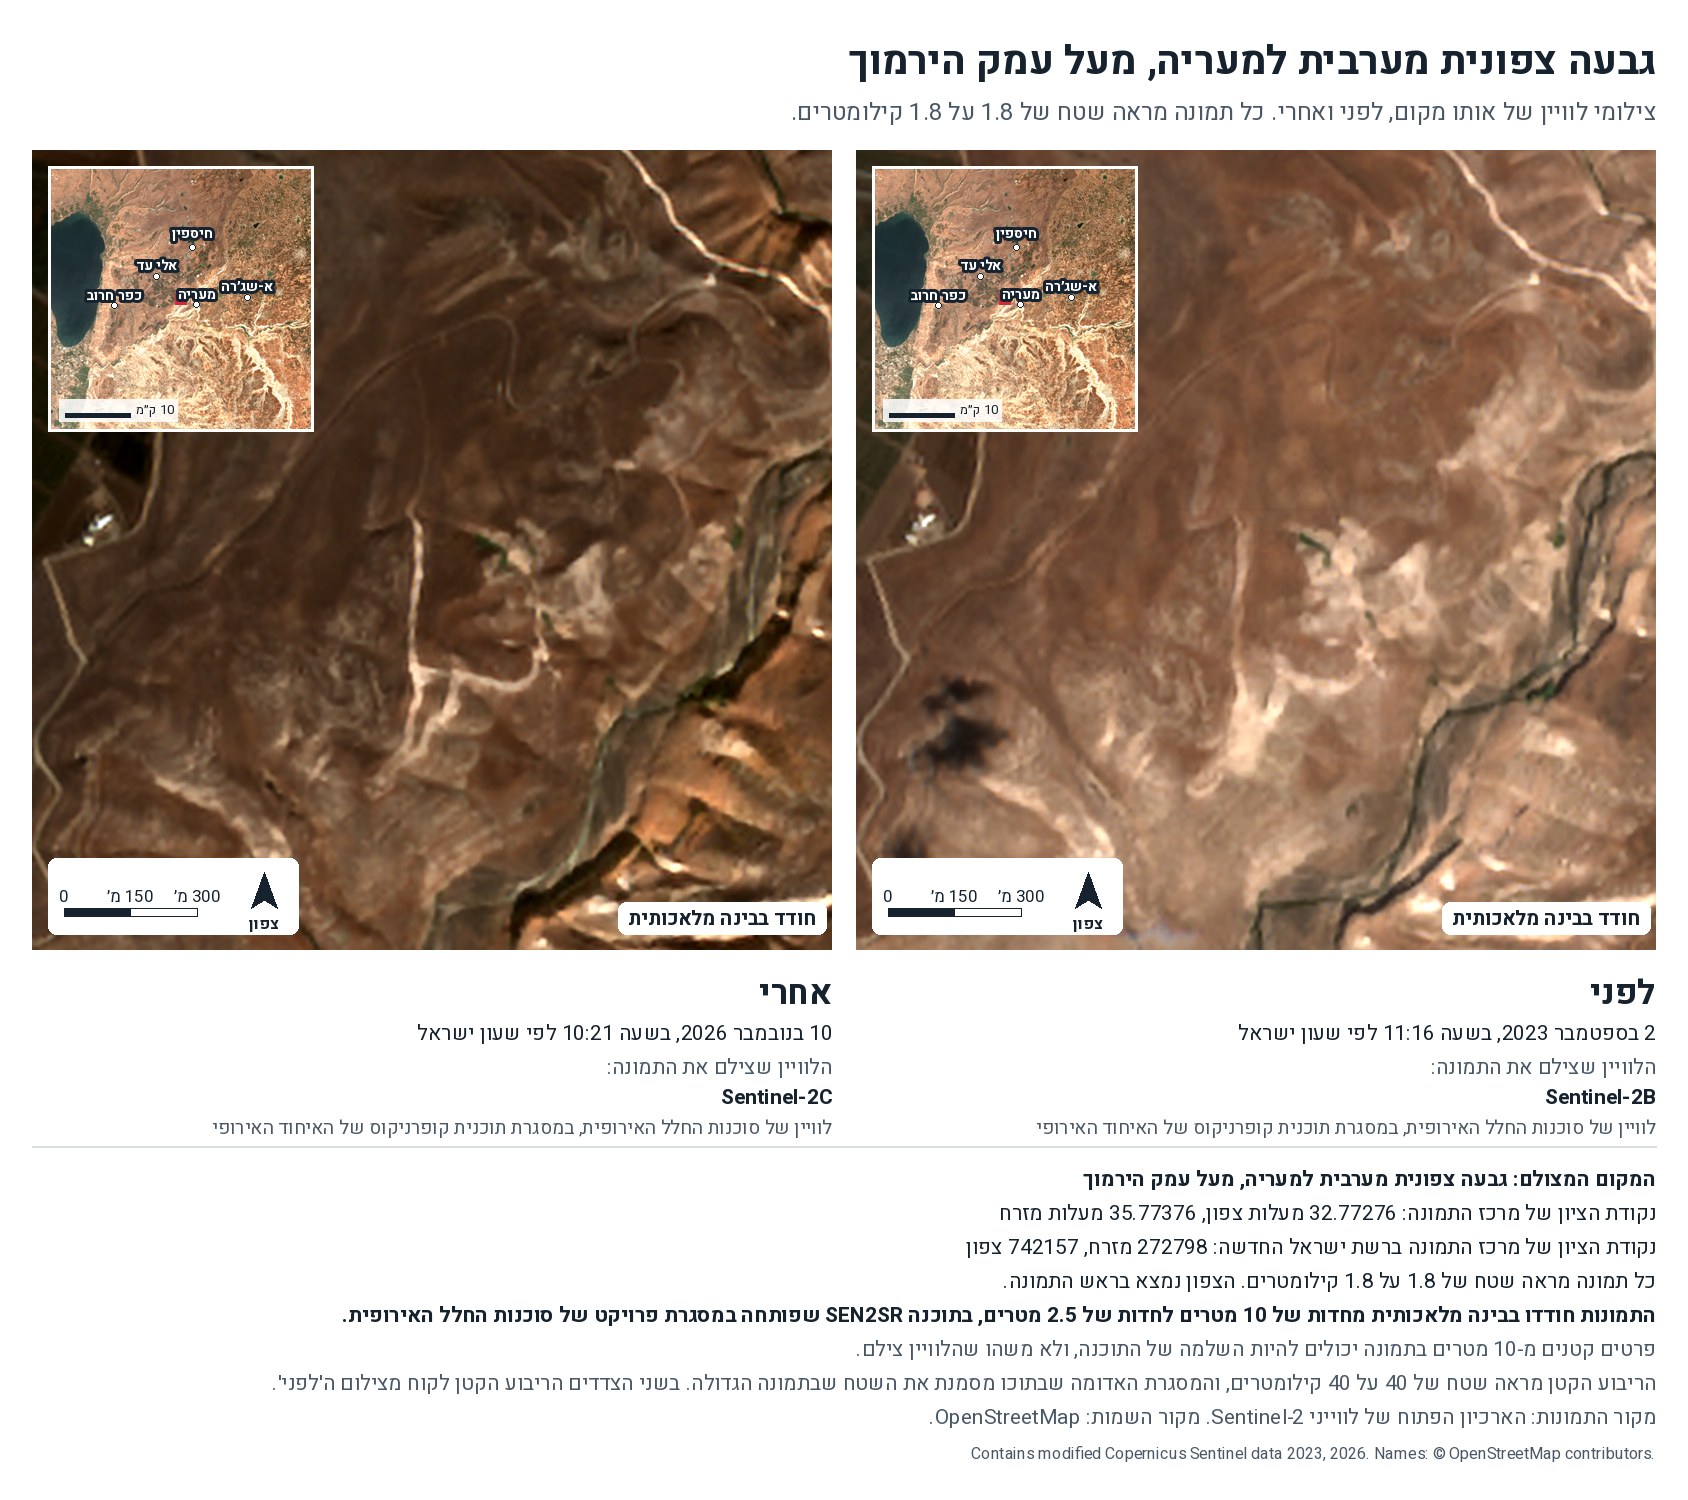 גבעה צפונית מערבית למעריה, מעל עמק הירמוך
צילומי לוויין של אותו מקום, לפני ואחרי. כל תמונה מראה שטח של 1.8 על 1.8 קילומטרים.
חיספין
אלי עד
א-שג'רה
מעריה
כפר חרוב
10 ק"מ
0 150 מ' 300 מ'
צפון
חודד בבינה מלאכותית
לפני
2 בספטמבר 2023, בשעה 11:16 לפי שעון ישראל
הלוויין שצילם את התמונה:
Sentinel-2B
לוויין של סוכנות החלל האירופית, במסגרת תוכנית קופרניקוס של האיחוד האירופי
חיספין
אלי עד
א-שג'רה
מעריה
כפר חרוב
10 ק"מ
0 150 מ' 300 מ'
צפון
חודד בבינה מלאכותית
אחרי
10 בנובמבר 2026, בשעה 10:21 לפי שעון ישראל
הלוויין שצילם את התמונה:
Sentinel-2C
לוויין של סוכנות החלל האירופית, במסגרת תוכנית קופרניקוס של האיחוד האירופי
המקום המצולם: גבעה צפונית מערבית למעריה, מעל עמק הירמוך
נקודת הציון של מרכז התמונה: 32.77276 מעלות צפון, 35.77376 מעלות מזרח
נקודת הציון של מרכז התמונה ברשת ישראל החדשה: 272798 מזרח, 742157 צפון
כל תמונה מראה שטח של 1.8 על 1.8 קילומטרים. הצפון נמצא בראש התמונה.
התמונות חודדו בבינה מלאכותית מחדות של 10 מטרים לחדות של 2.5 מטרים, בתוכנה SEN2SR שפותחה במסגרת פרויקט של סוכנות החלל האירופית.
פרטים קטנים מ-10 מטרים בתמונה יכולים להיות השלמה של התוכנה, ולא משהו שהלוויין צילם.
הריבוע הקטן מראה שטח של 40 על 40 קילומטרים, והמסגרת האדומה שבתוכו מסמנת את השטח שבתמונה הגדולה. בשני הצדדים הריבוע הקטן לקוח מצילום ה'לפני'.
מקור התמונות: הארכיון הפתוח של לווייני Sentinel-2. מקור השמות: OpenStreetMap.
Contains modified Copernicus Sentinel data 2023, 2026. Names: © OpenStreetMap contributors.